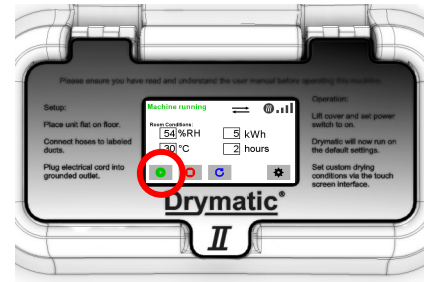 Please ensure you have read and understand the user manual before operating this machine.
Setup:
Place unit flat on floor.
Connect hoses to labeled
ducts.
Plug electrical cord into
grounded outlet.
Machine running
Room Conditions:
54 %RH
5 kWh
30 °C
2 hours
Operation:
Lift cover and set power
switch to on.
Drymatic will now run on
the default settings.
Set custom drying
conditions via the touch
screen interface.
Drymatic®
II